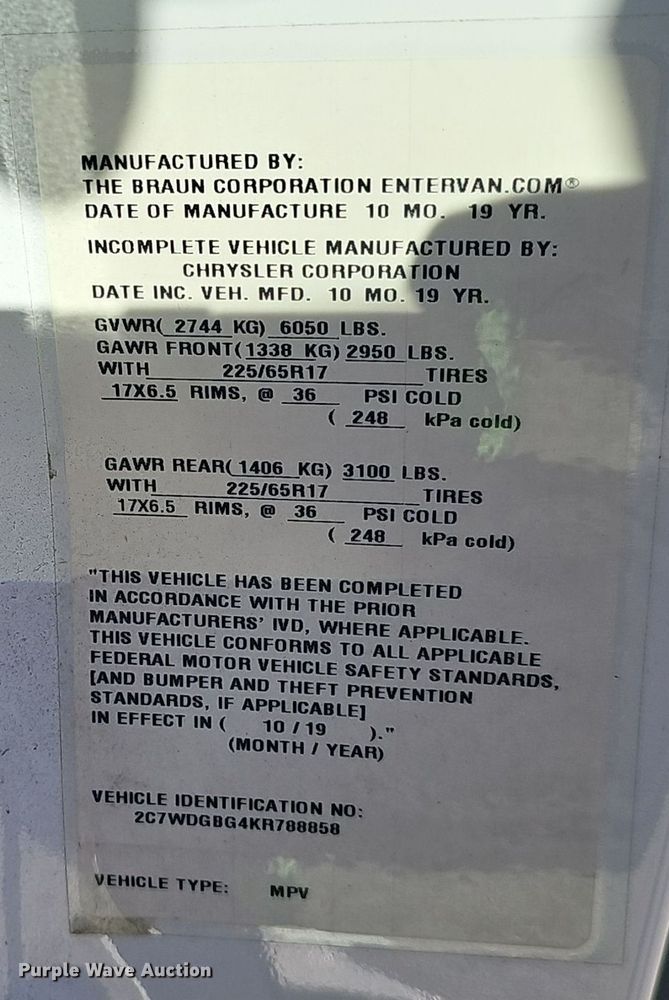 MANUFACTURED BY:
THE BRAUN CORPORATION ENTERVAN.COM®
DATE OF MANUFACTURE 10 MO. 19 YR.
INCOMPLETE VEHICLE MANUFACTURED BY:
CHRYSLER CORPORATION
DATE INC. VEH. MFD. 10 MO. 19 YR.
GVWR( 2744 KG) 6050 LBS.
GAWR FRONT(1338 KG) 2950 LBS.
WITH 225/65R17 TIRES
17X6.5 RIMS, @ 36 PSI COLD
( 248 kPa cold)
GAWR REAR(1406 KG) 3100 LBS.
WITH 225/65R17 TIRES
17X6.5 RIMS, @ 36 PSI COLD
( 248 kPa cold)
"THIS VEHICLE HAS BEEN COMPLETED
IN ACCORDANCE WITH THE PRIOR
MANUFACTURERS' IVD, WHERE APPLICABLE.
THIS VEHICLE CONFORMS TO ALL APPLICABLE
FEDERAL MOTOR VEHICLE SAFETY STANDARDS,
[AND BUMPER AND THEFT PREVENTION
STANDARDS, IF APPLICABLE]
IN EFFECT IN ( 10 / 19 )."
(MONTH / YEAR)
VEHICLE IDENTIFICATION NO:
2C7WDGBG4KR788858
VEHICLE TYPE: MPV
Purple Wave Auction